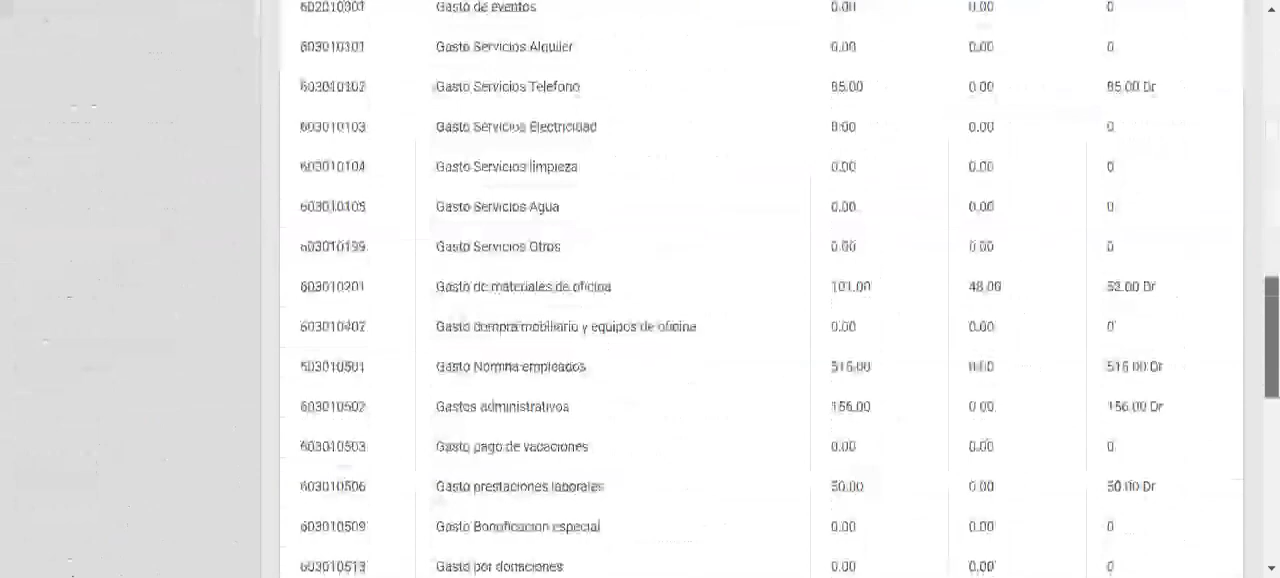 602010301 Gasto de eventos 0.00 0.00 0
603010101 Gasto Servicios Alquiler 0.00 0.00 0
603010102 Gasto Servicios Telefono 85.00 0.00 85.00 Dr
603010103 Gasto Servicios Electricidad 0.00 0.00 0
603010104 Gasto Servicios limpieza 0.00 0.00 0
603010105 Gasto Servicios Agua 0.00 0.00 0
603010199 Gasto Servicios Otros 0.00 0.00 0
603010201 Gasto de materiales de oficina 101.00 48.00 53.00 Dr
603010402 Gasto compra mobiliario y equipos de oficina 0.00 0.00 0
603010501 Gasto Nomina empleados 516.00 0.00 516.00 Dr
603010502 Gastos administrativos 156.00 0.00 156.00 Dr
603010503 Gasto pago de vacaciones 0.00 0.00 0
603010506 Gasto prestaciones laborales 50.00 0.00 50.00 Dr
603010509 Gasto Bonificacion especial 0.00 0.00 0
603010513 Gasto por donaciones 0.00 0.00 0